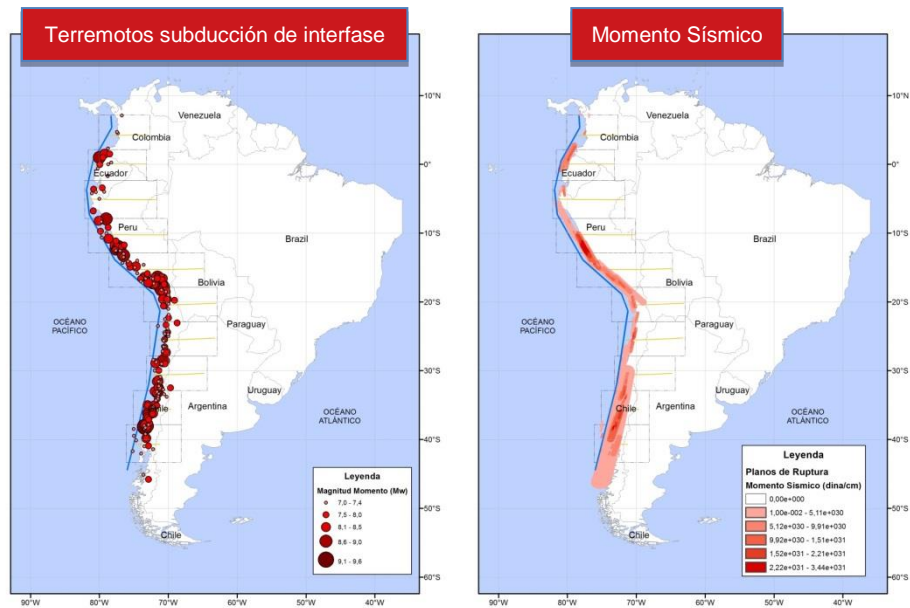 Terremotos subducción de interfase
Momento Sísmico
10°N
0°
10°S
20°S
30°S
40°S
50°S
60°S
90°W
80°W
70°W
60°W
50°W
40°W
Venezuela
Colombia
Ecuador
Peru
Brazil
Bolivia
Paraguay
Uruguay
Argentina
Chile
Chile
OCÉANO
PACÍFICO
OCÉANO
ATLÁNTICO
Leyenda
Magnitud Momento (Mw)
7,0 - 7,4
7,5 - 8,0
8,1 - 8,5
8,6 - 9,0
9,1 - 9,6
10°N
0°
10°S
20°S
30°S
40°S
50°S
60°S
90°W
80°W
70°W
60°W
50°W
40°W
Venezuela
Colombia
Ecuador
Peru
Brazil
Bolivia
Paraguay
Uruguay
Argentina
Chile
Chile
OCÉANO
PACÍFICO
OCÉANO
ATLÁNTICO
Leyenda
Planos de Ruptura
Momento Sismico (dina/cm)
0,00e+000
1,00e-002 - 5,11e+030
5,12e+030 - 9,91e+030
9,92e+030 - 1,51e+031
1,52e+031 - 2,21e+031
2,22e+031 - 3,44e+031